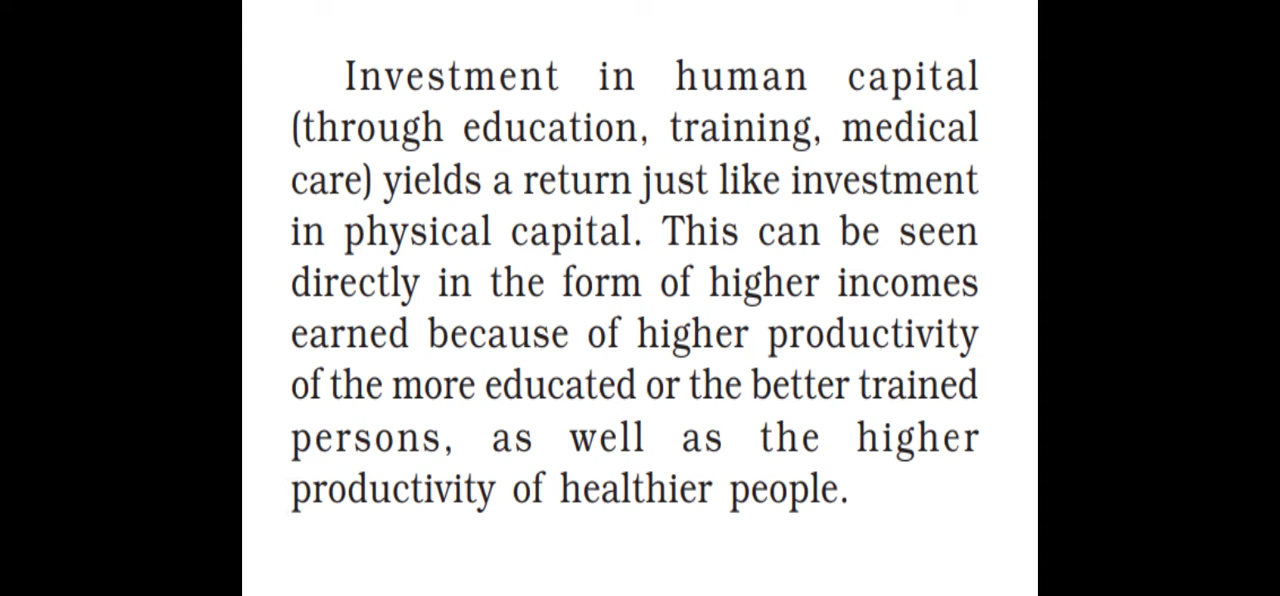 Investment in human capital
(through education, training, medical
care) yields a return just like investment
in physical capital. This can be seen
directly in the form of higher incomes
earned because of higher productivity
of the more educated or the better trained
persons, as well as the higher
productivity of healthier people.